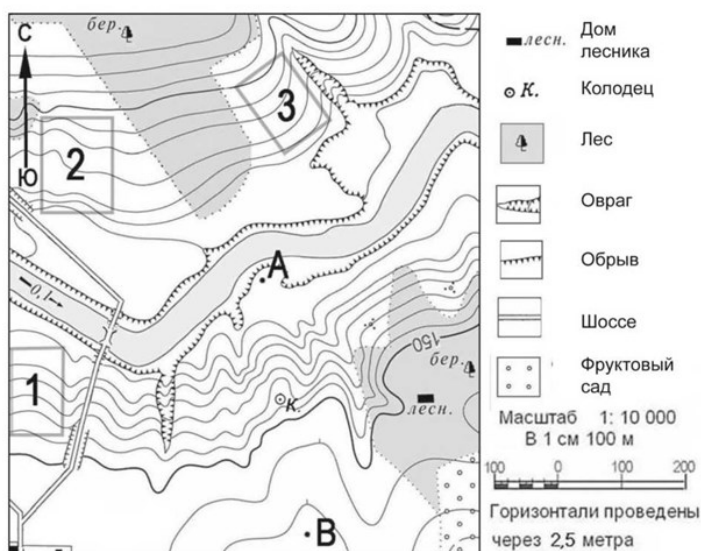 бер.
С
3
2
Ю
А
0,1
150
бер.
1
К.
лесн.
В
лесн.
Дом
лесника
К.
Колодец
Лес
Овраг
Обрыв
Шоссе
Фруктовый
сад
Масштаб 1: 10 000
В 1 см 100 м
100 0 100 200
Горизонтали проведены
через 2,5 метра